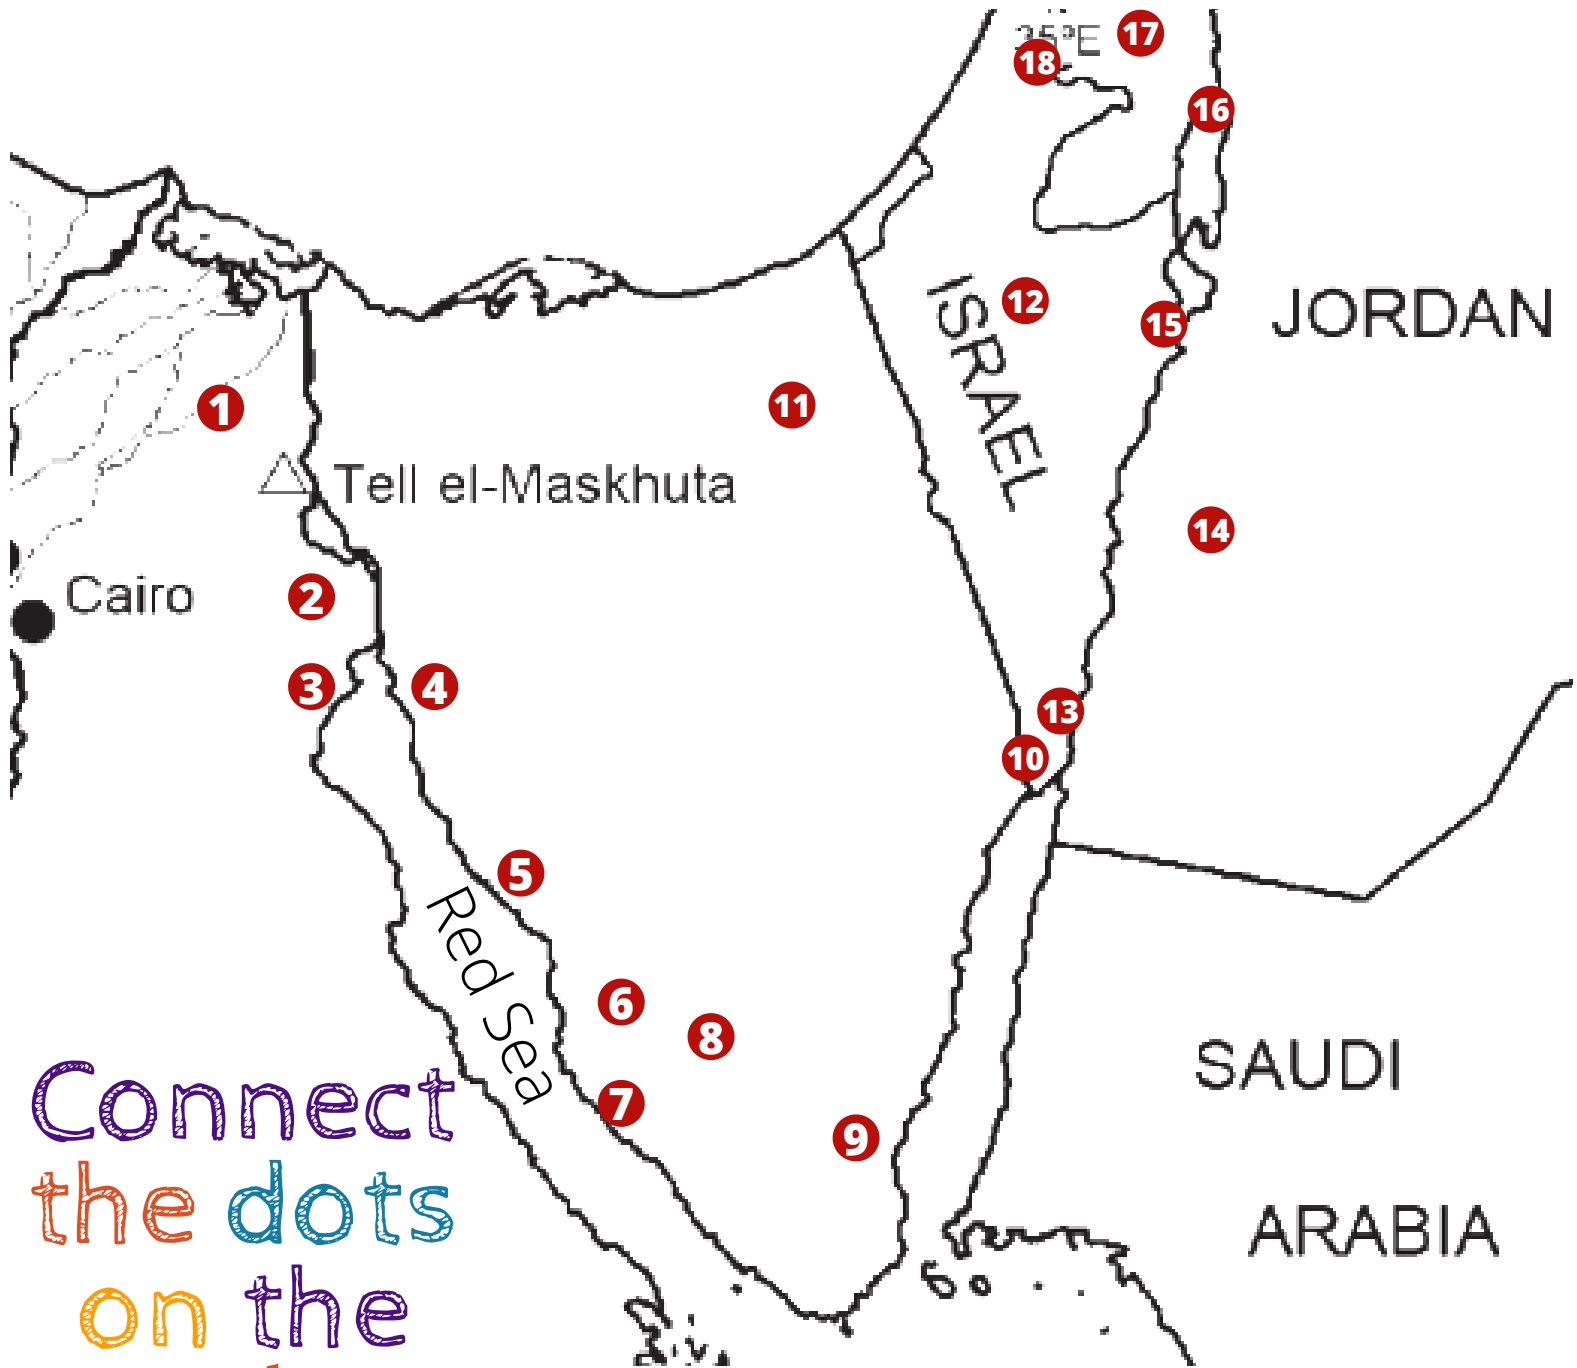 35°E
17
18
16
ISRAEL
12
JORDAN
15
1
11
Tell el-Maskhuta
14
2
Cairo
3
4
13
10
5
Red Sea
6
8
7
9
SAUDI
ARABIA
Connect
the dots
on the